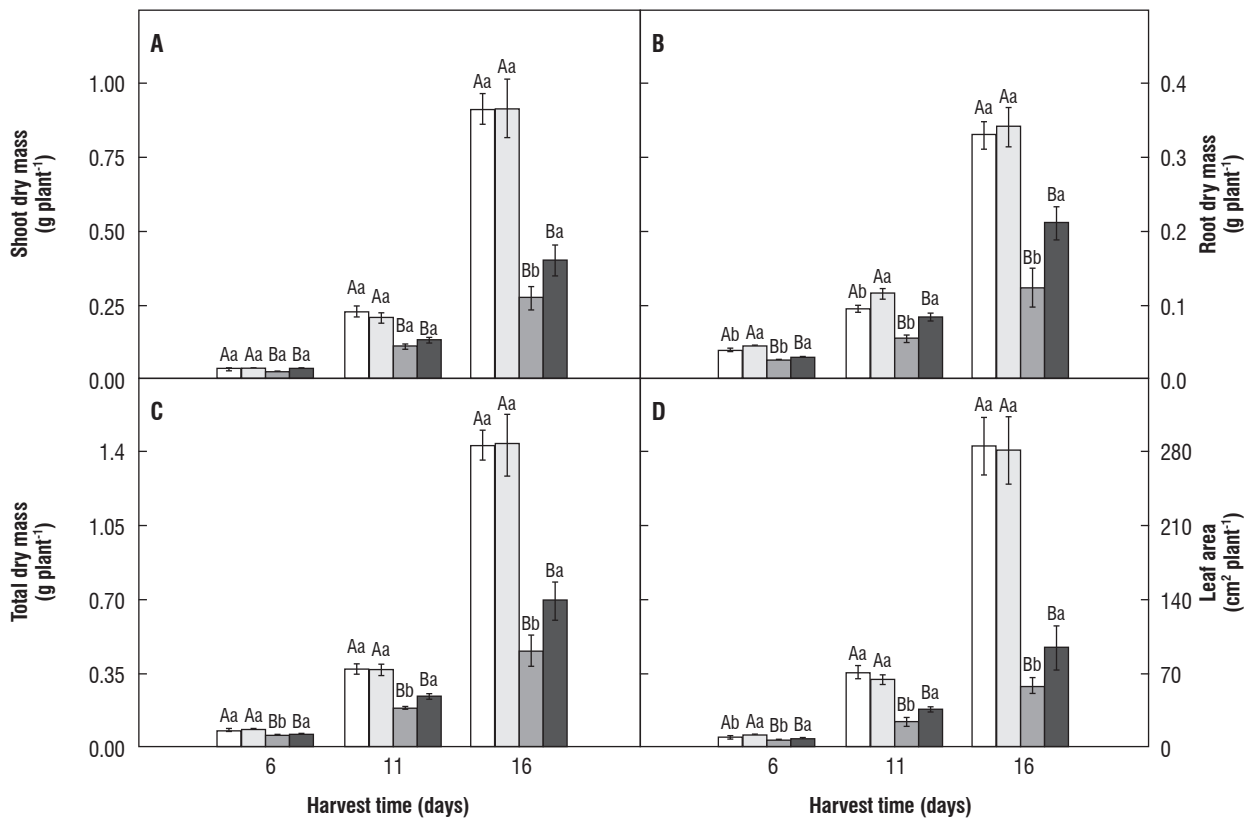 A
Shoot dry mass
(g plant⁻¹)
1.00
0.75
0.50
0.25
0.00
Aa Aa Ba Ba
Aa Aa Ba Ba
Aa Aa Bb Ba
B
Root dry mass
(g plant⁻¹)
0.4
0.3
0.2
0.1
0.0
Ab Aa Bb Ba
Ab Aa Bb Ba
Aa Aa Bb Ba
C
Total dry mass
(g plant⁻¹)
1.4
1.05
0.70
0.35
0.00
Aa Aa Bb Ba
Aa Aa Bb Ba
Aa Aa Bb Ba
6 11 16
Harvest time (days)
D
Leaf area
(cm² plant⁻¹)
280
210
140
70
0
Ab Aa Bb Ba
Aa Aa Bb Ba
Aa Aa Bb Ba
6 11 16
Harvest time (days)